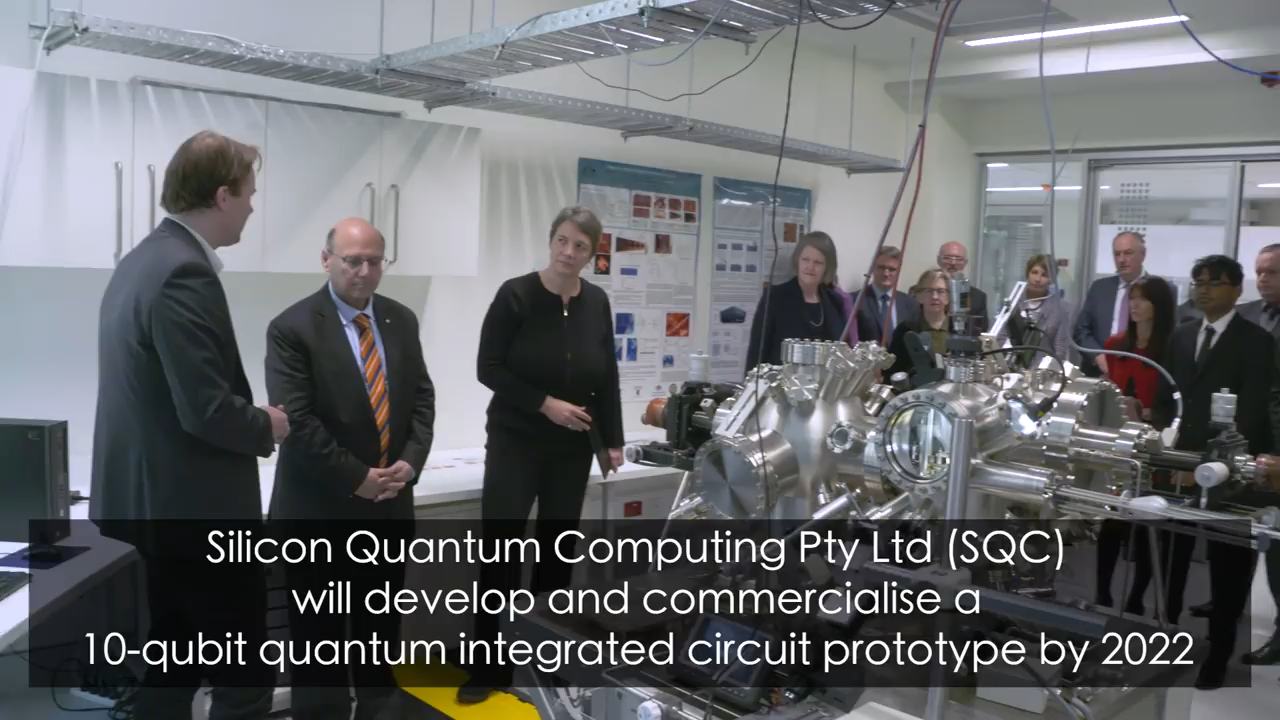 Silicon Quantum Computing Pty Ltd (SQC)
will develop and commercialise a
10-qubit quantum integrated circuit prototype by 2022